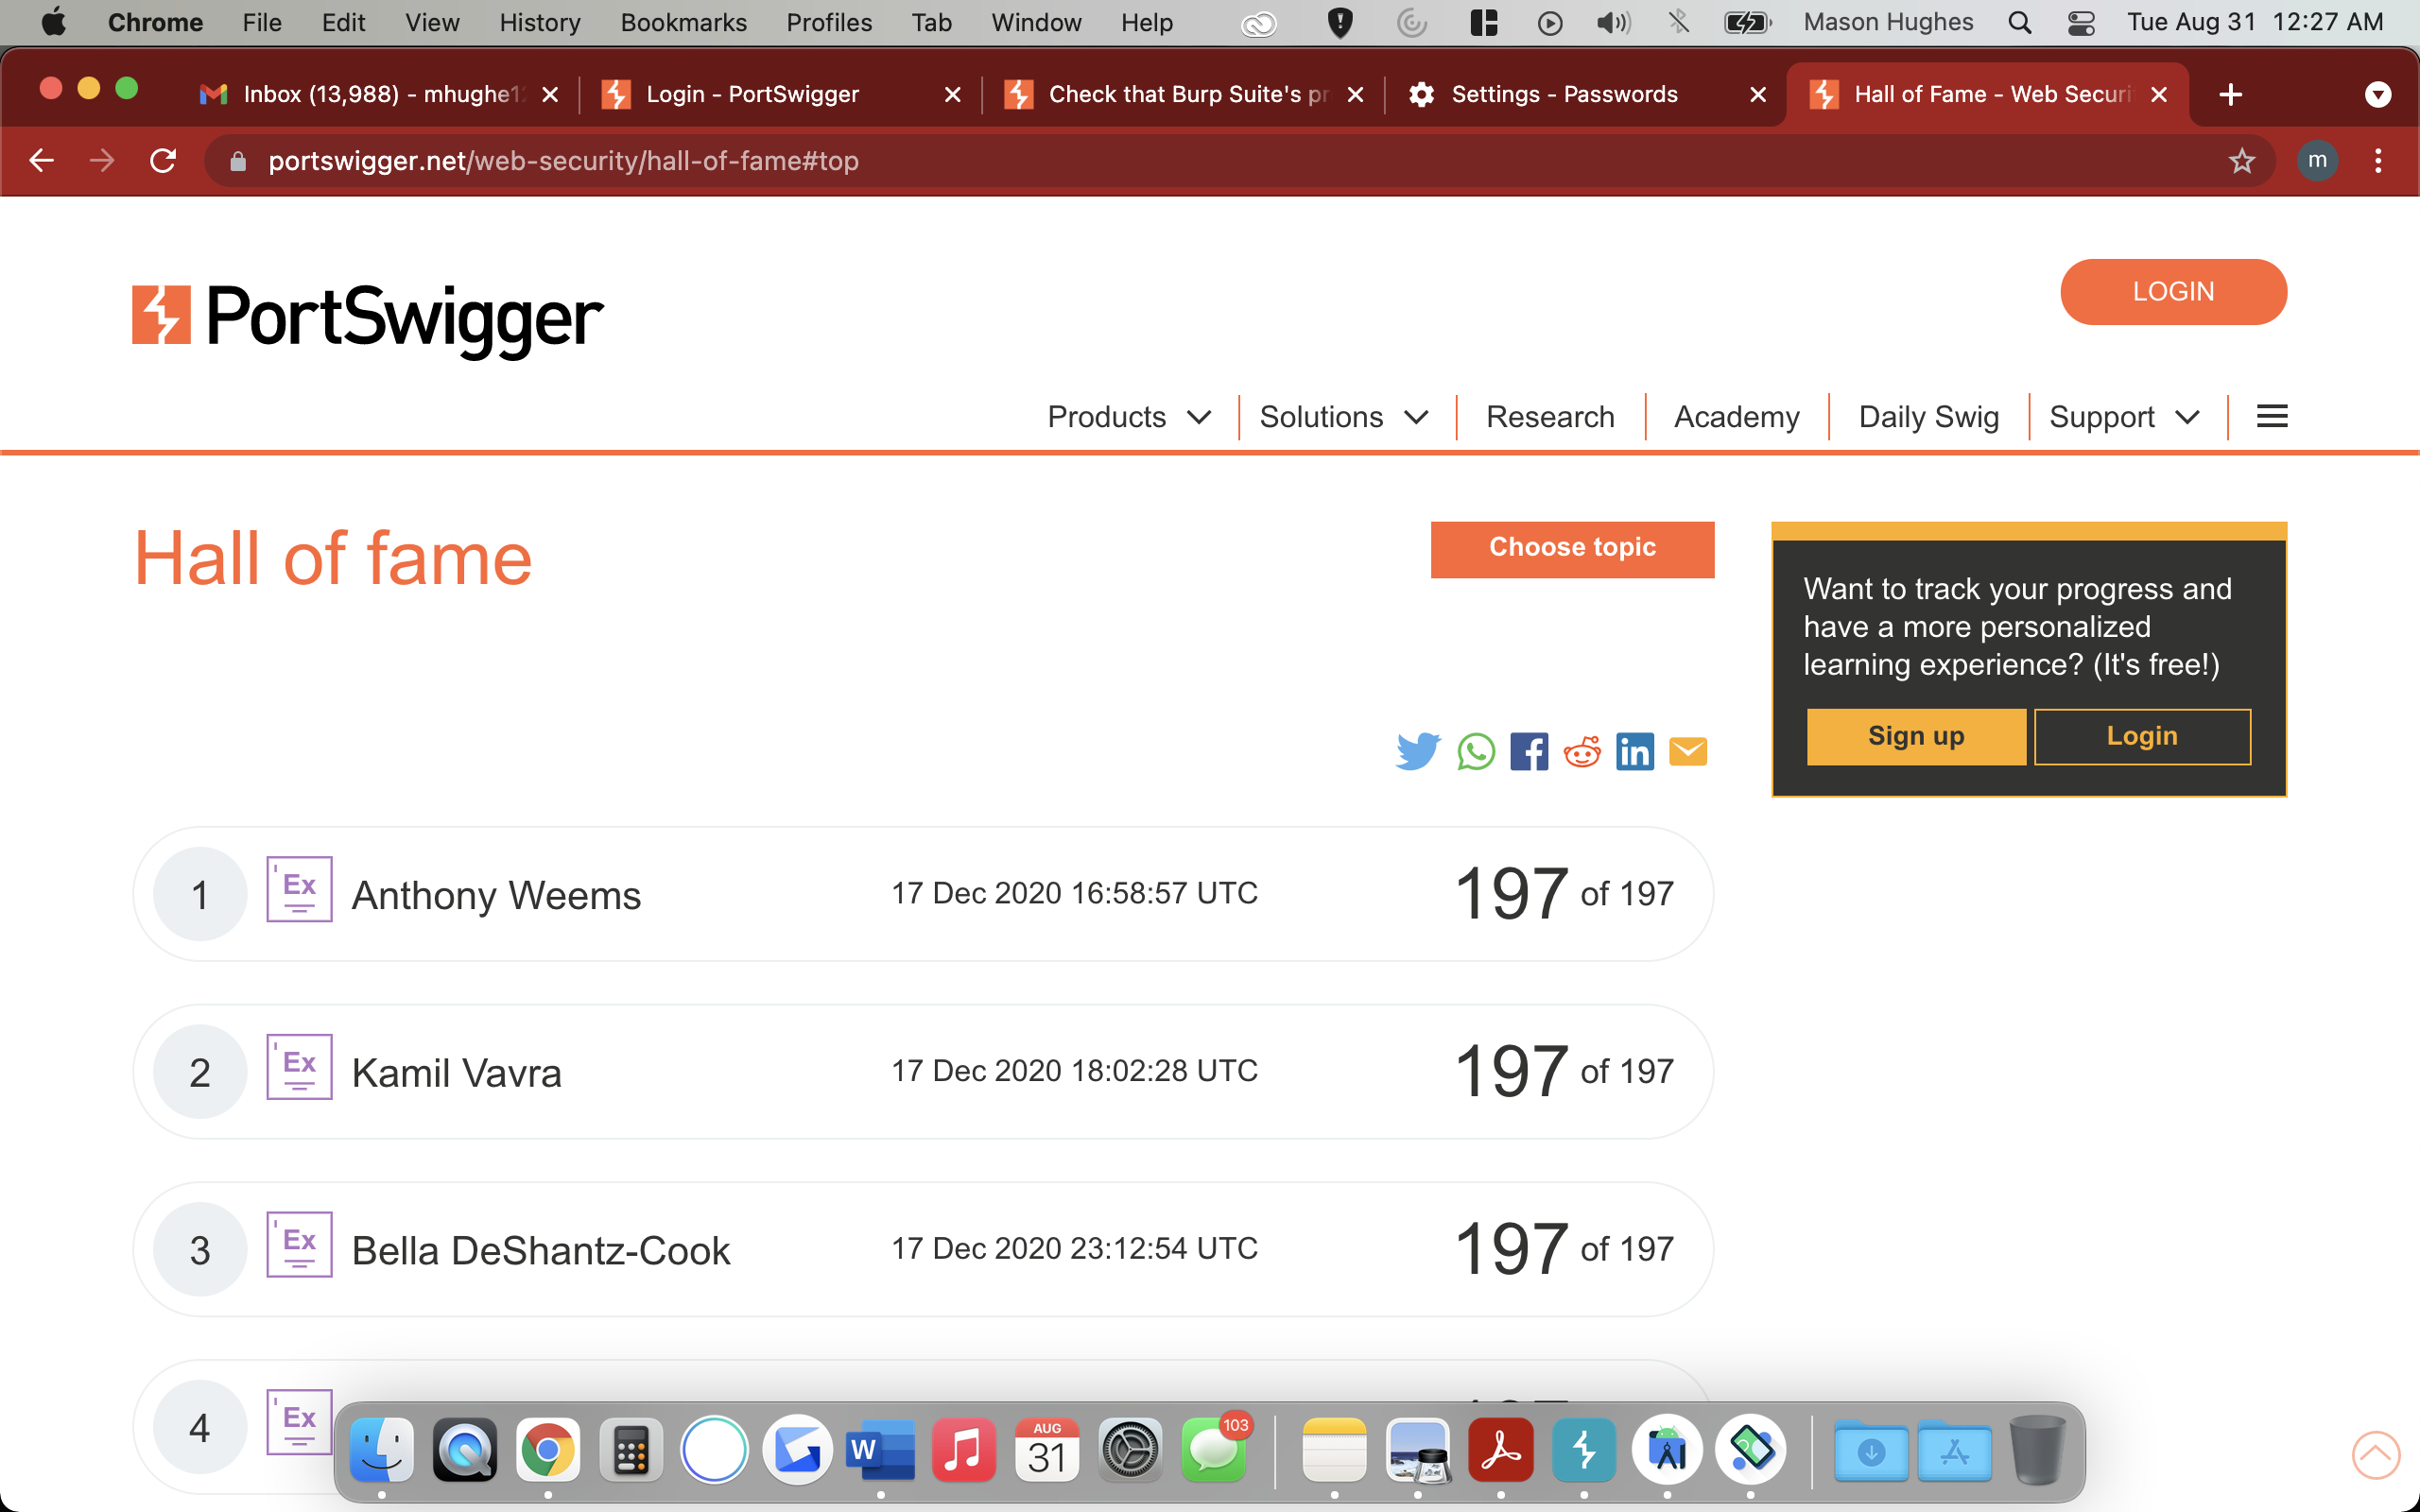 Chrome File Edit View History Bookmarks Profiles Tab Window Help Mason Hughes Tue Aug 31 12:27 AM
Inbox (13,988) - mhughe12 Login - PortSwigger Check that Burp Suite's pr Settings - Passwords Hall of Fame - Web Securi
portswigger.net/web-security/hall-of-fame#top m
PortSwigger
LOGIN
Products Solutions Research Academy Daily Swig Support
Hall of fame
Choose topic
Want to track your progress and
have a more personalized
learning experience? (It's free!)
Sign up Login
1 Ex Anthony Weems 17 Dec 2020 16:58:57 UTC 197 of 197
2 Ex Kamil Vavra 17 Dec 2020 18:02:28 UTC 197 of 197
3 Ex Bella DeShantz-Cook 17 Dec 2020 23:12:54 UTC 197 of 197
4 Ex
W
AUG
31
103